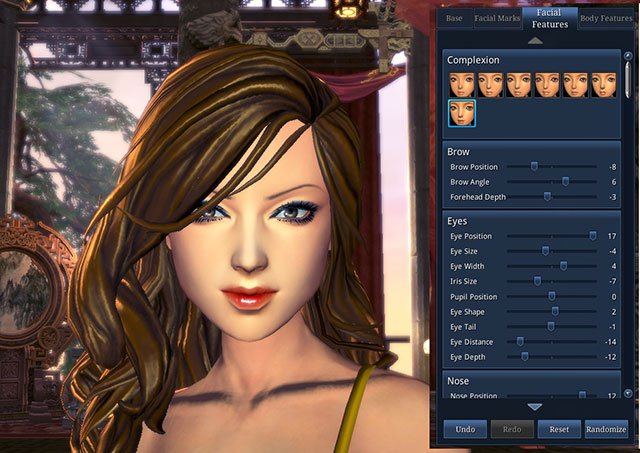 Base Facial Marks Facial Features Body Features
Complexion
Brow
Brow Position -8
Brow Angle 6
Forehead Depth -3
Eyes
Eye Position 17
Eye Size -4
Eye Width 4
Iris Size -7
Pupil Position 0
Eye Shape 2
Eye Tail -1
Eye Distance -14
Eye Depth -12
Nose
Nose Position 12
Undo Redo Reset Randomize